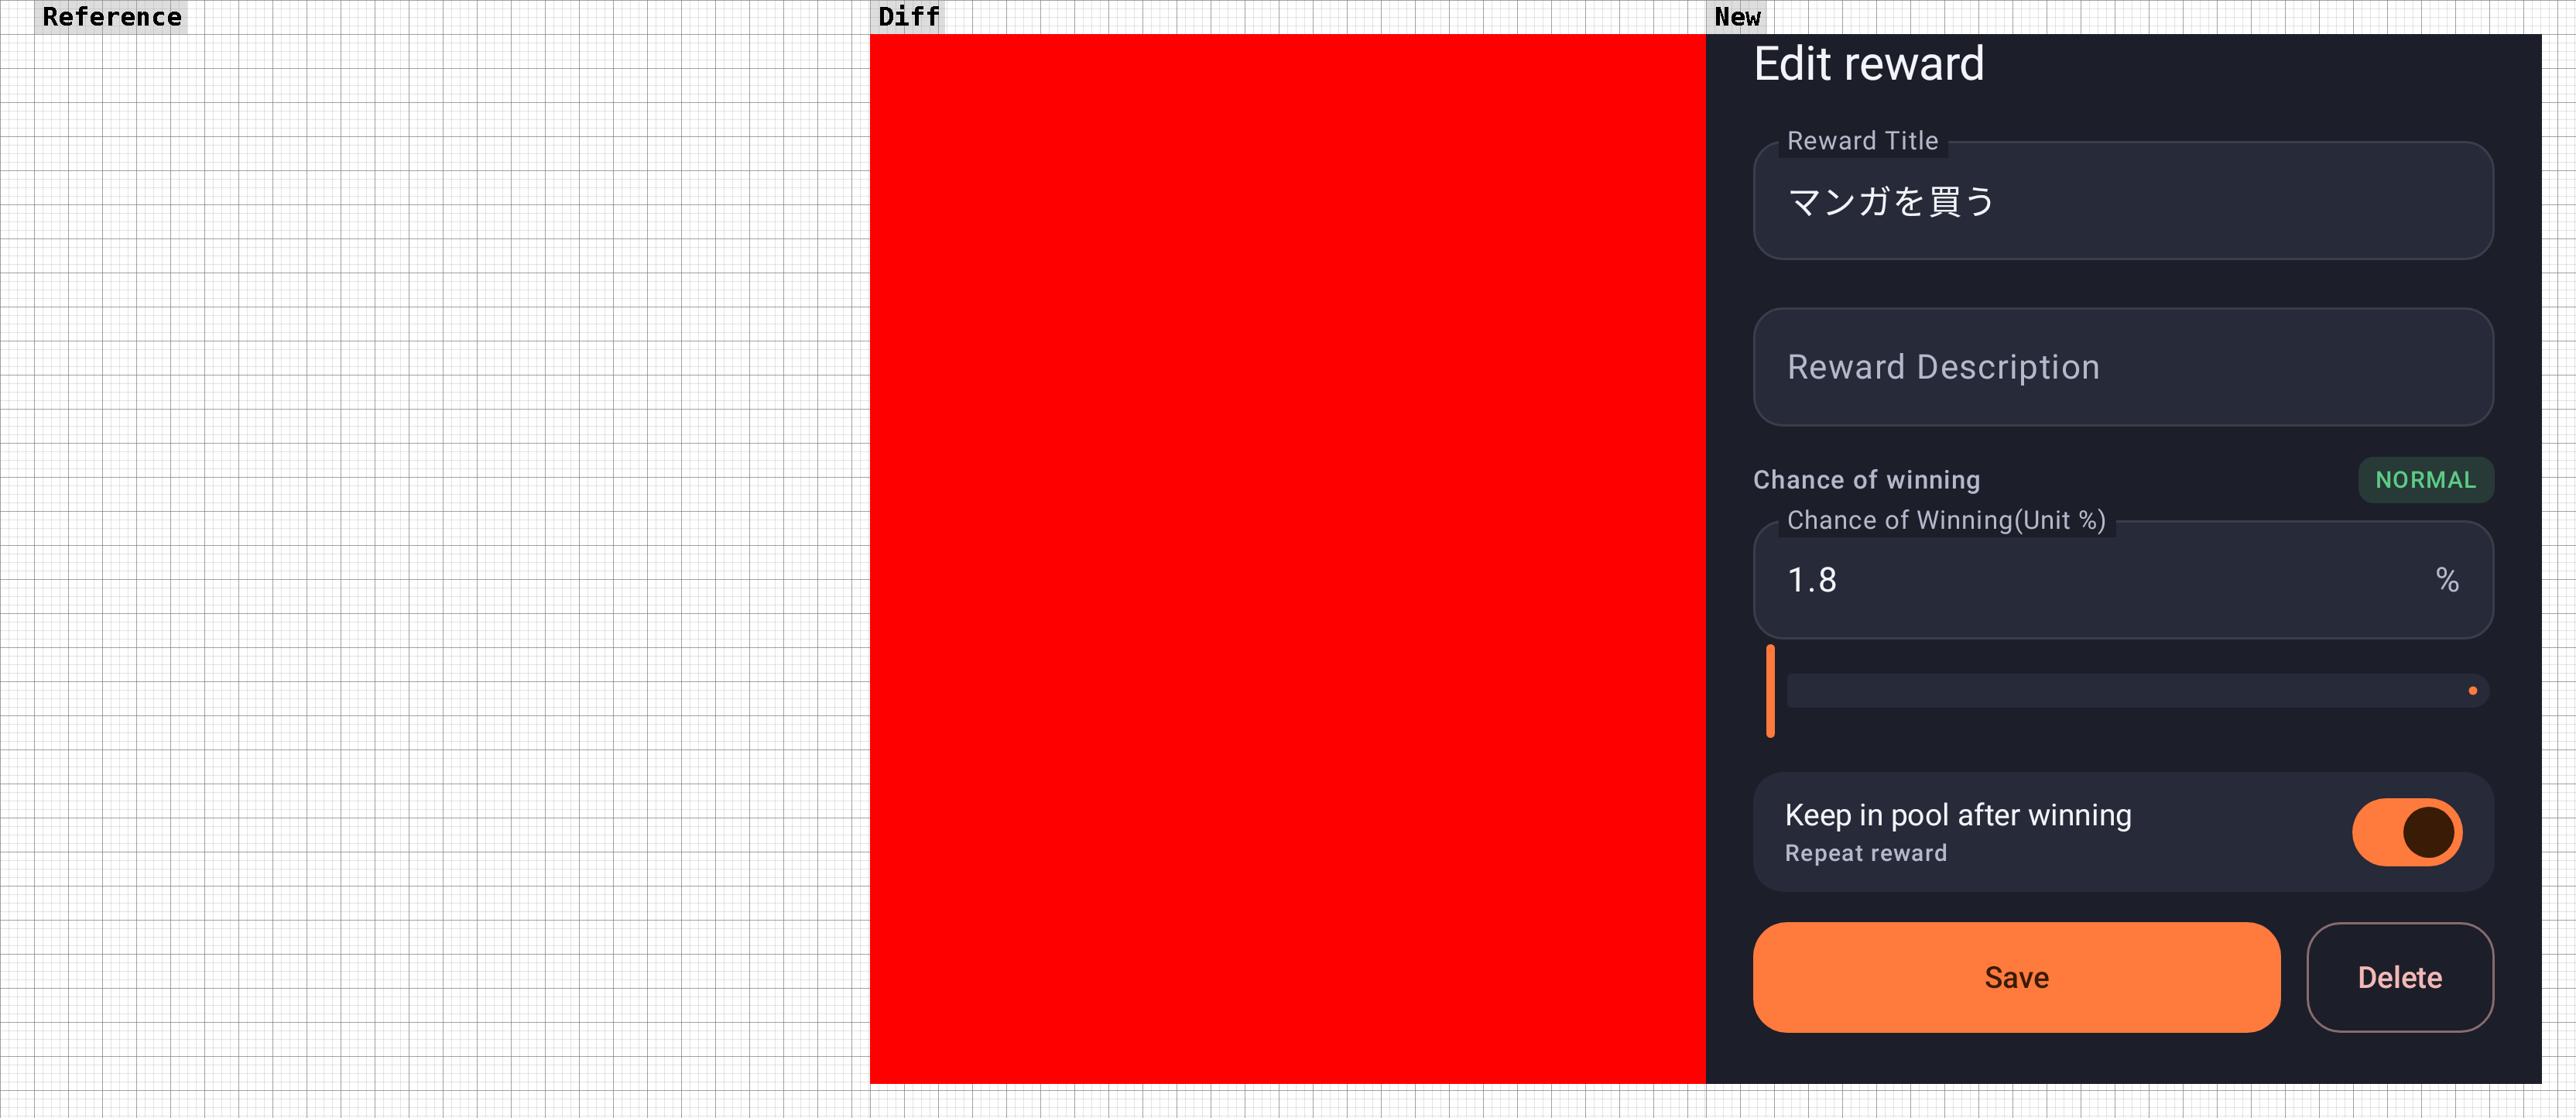 Reference
Diff
New
Edit reward
Reward Title
マンガを買う
Reward Description
Chance of winning
NORMAL
Chance of Winning(Unit %)
1.8
%
Keep in pool after winning
Repeat reward
Save
Delete